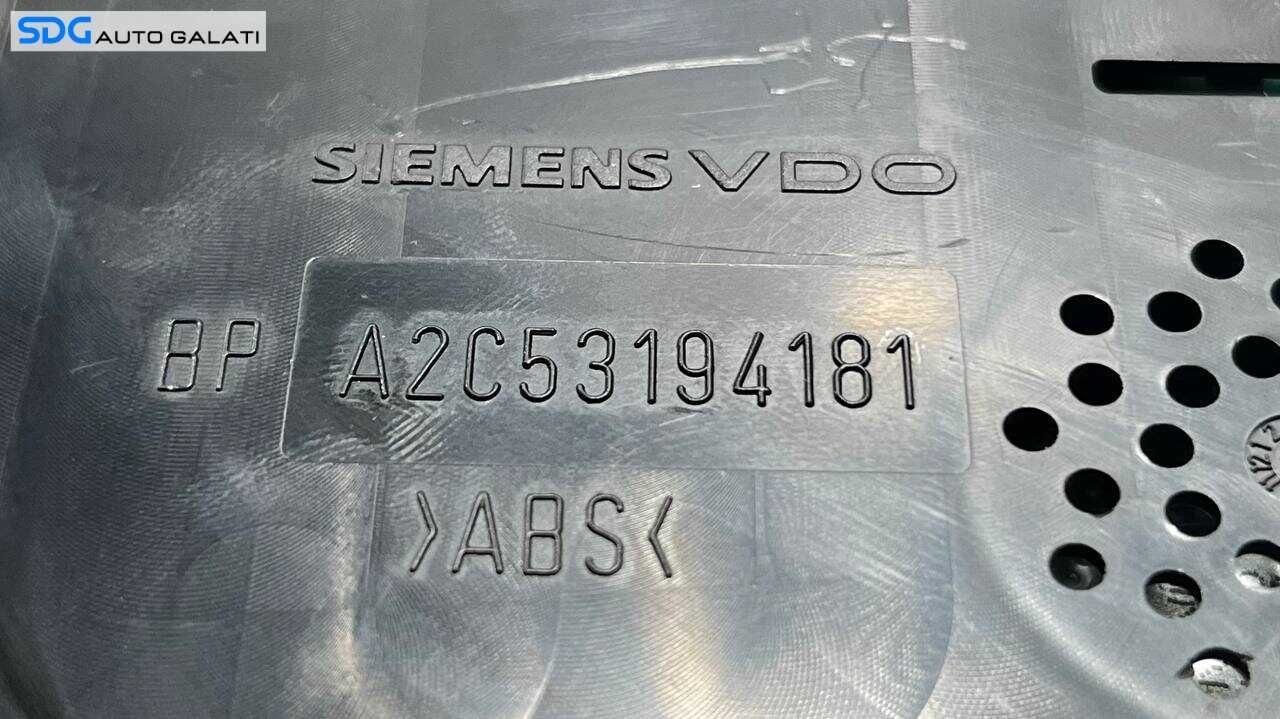 SDG AUTO GALATI
SIEMENS VDO
BP A2C53194181
>ABS<